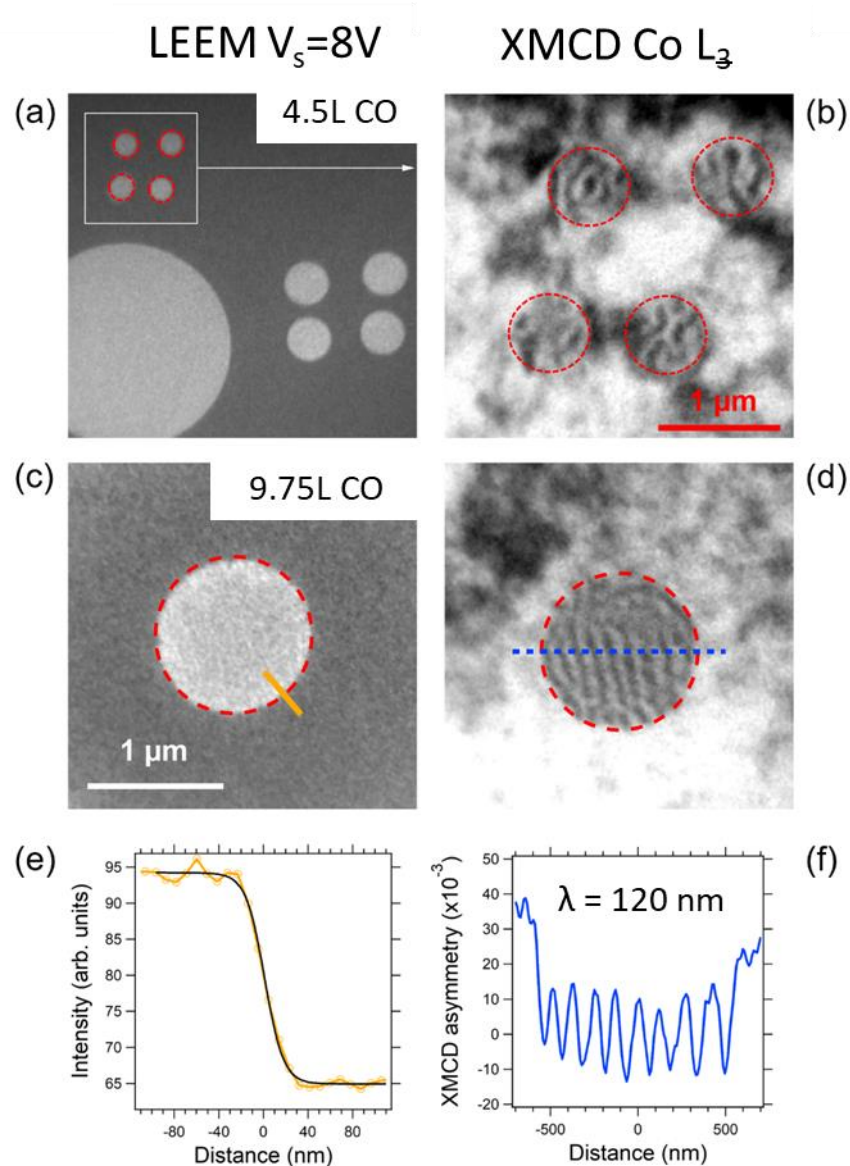 LEEM Vs=8V
XMCD Co L3
(a)
4.5L CO
(b)
1 µm
(c)
9.75L CO
(d)
1 µm
(e)
95
90
85
80
75
70
65
Intensity (arb. units)
-80
-40
0
40
80
Distance (nm)
(f)
50
40
30
20
10
0
-10
-20
XMCD asymmetry (x10⁻³)
λ = 120 nm
-500
0
500
Distance (nm)